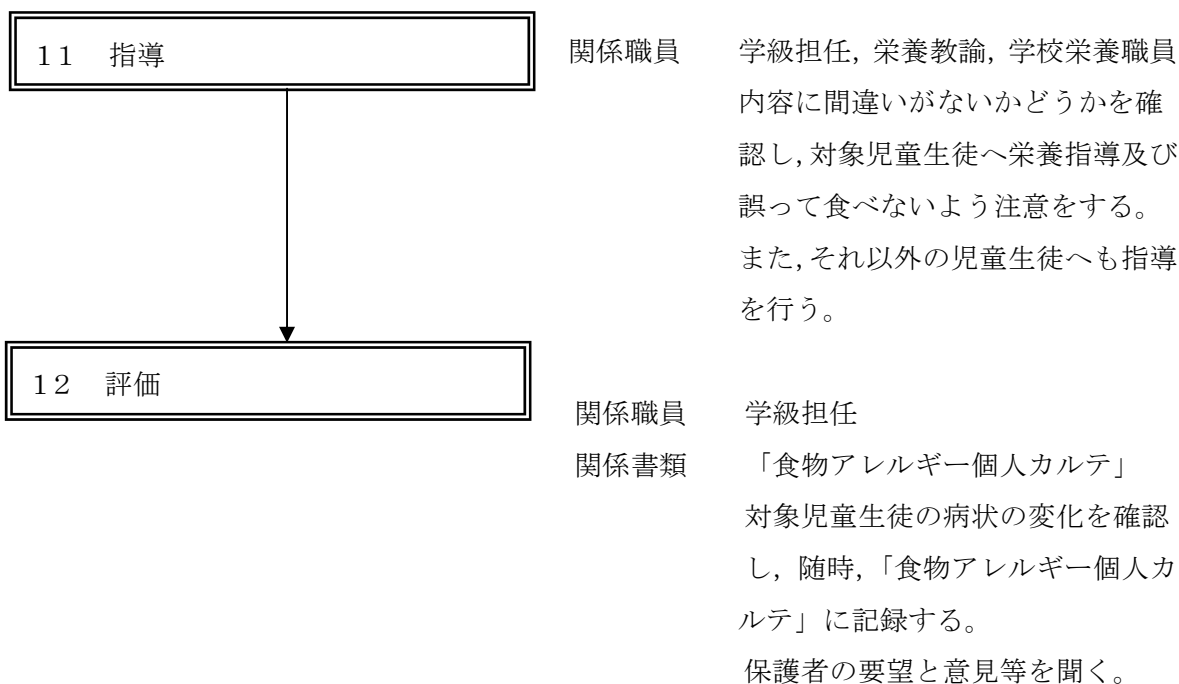 １１　指導
関係職員　学級担任，栄養教諭，学校栄養職員
内容に間違いがないかどうかを確
認し，対象児童生徒へ栄養指導及び
誤って食べないよう注意をする。
また，それ以外の児童生徒へも指導
を行う。
１２　評価
関係職員　学級担任
関係書類　「食物アレルギー個人カルテ」
対象児童生徒の病状の変化を確認
し，随時，「食物アレルギー個人カ
ルテ」に記録する。
保護者の要望と意見等を聞く。